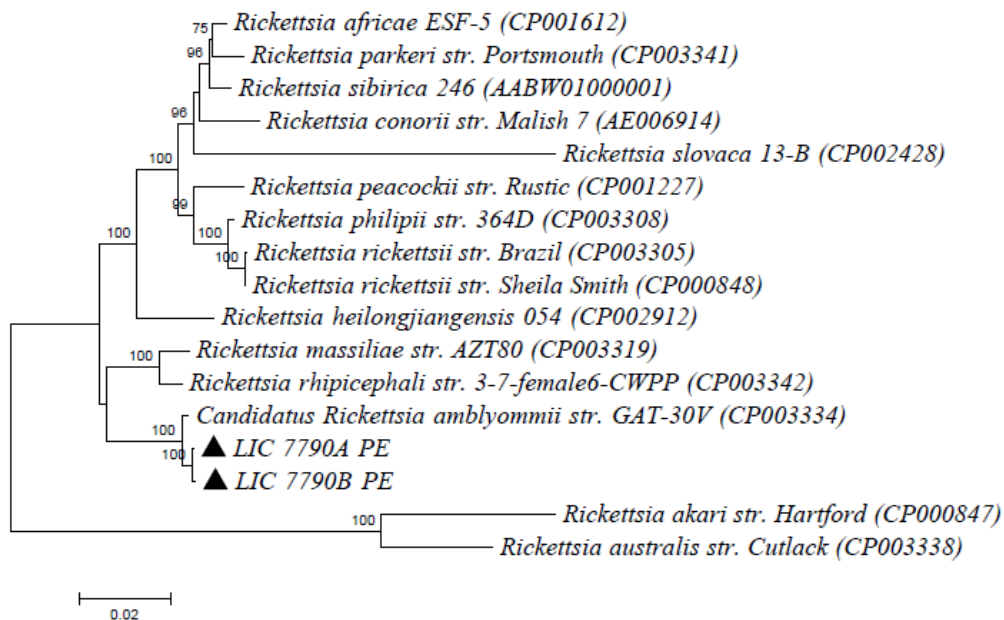 Rickettsia africae ESF-5 (CP001612)
75
Rickettsia parkeri str. Portsmouth (CP003341)
96
Rickettsia sibirica 246 (AABW01000001)
96
Rickettsia conorii str. Malish 7 (AE006914)
Rickettsia slovaca 13-B (CP002428)
100
Rickettsia peacockii str. Rustic (CP001227)
99
Rickettsia philipii str. 364D (CP003308)
100
100
Rickettsia rickettsii str. Brazil (CP003305)
100
Rickettsia rickettsii str. Sheila Smith (CP000848)
Rickettsia heilongjiangensis 054 (CP002912)
Rickettsia massiliae str. AZT80 (CP003319)
100
Rickettsia rhipicephali str. 3-7-female6-CWPP (CP003342)
Candidatus Rickettsia amblyommii str. GAT-30V (CP003334)
100
LIC 7790A PE
100
LIC 7790B PE
Rickettsia akari str. Hartford (CP000847)
100
Rickettsia australis str. Cutlack (CP003338)
0.02